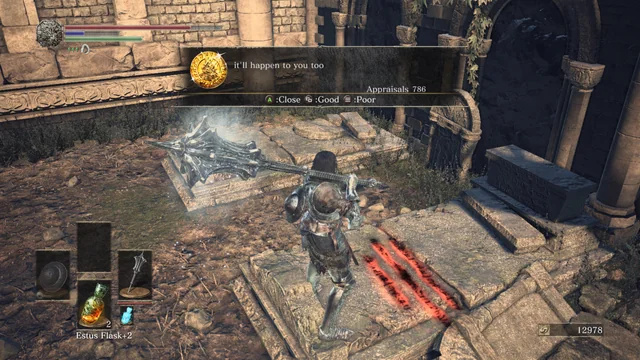 it'll happen to you too
Appraisals 786
:Close :Good :Poor
2
Estus Flask+2
12978